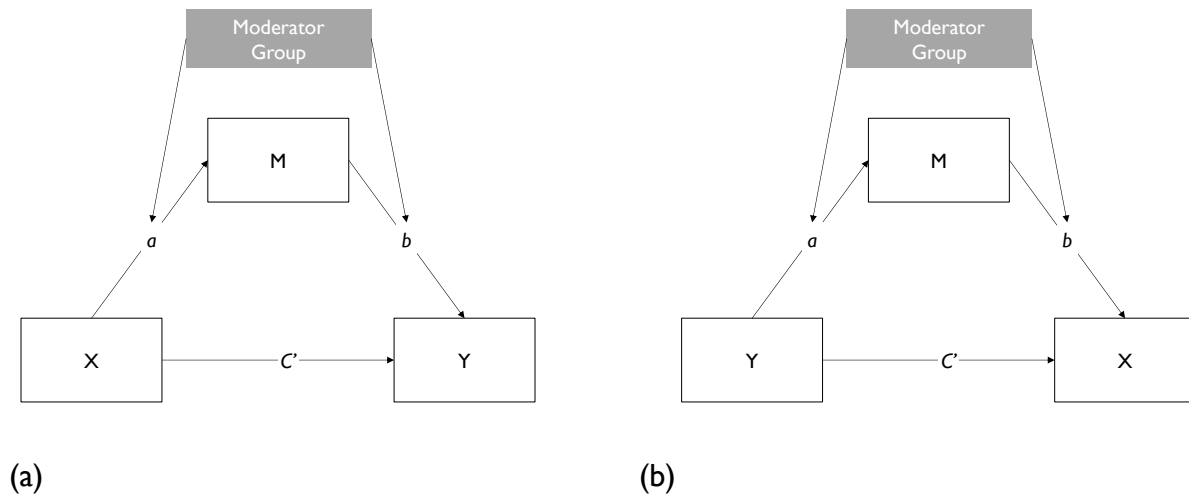 Moderator
Group
M
a
b
X
C’
Y
(a)
Moderator
Group
M
a
b
Y
C’
X
(b)